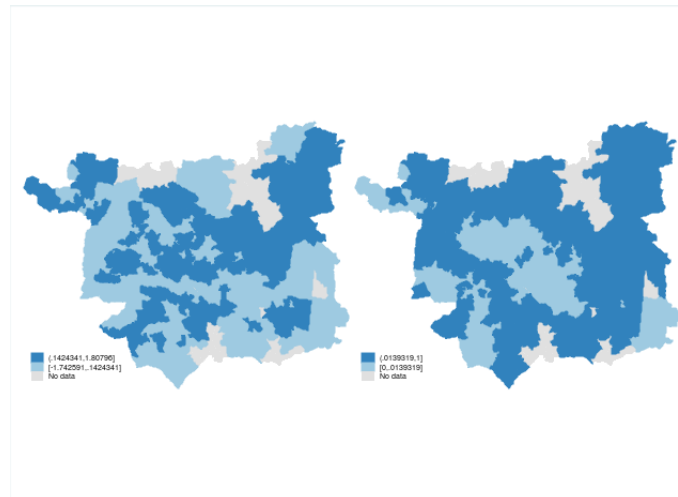 (.1424341,1.80796]
[-1.742591,.1424341]
No data
(.0139319,1]
[0,.0139319]
No data